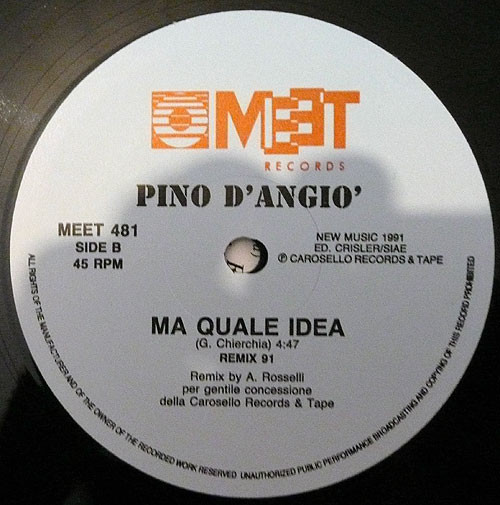 MEET
RECORDS
PINO D'ANGIO'
MEET 481
SIDE B
45 RPM
NEW MUSIC 1991
ED. CRISLER/SIAE
Ⓟ CAROSELLO RECORDS & TAPE
MA QUALE IDEA
(G. Chierchia) 4:47
REMIX 91
Remix by A. Rosselli
per gentile concessione
della Carosello Records & Tape
ALL RIGHTS OF THE MANUFACTURER AND OF THE OWNER OF THE RECORDED WORK RESERVED UNAUTHORIZED PUBLIC PERFORMANCE BROADCASTING AND COPYING OF THIS RECORD PROHIBITED